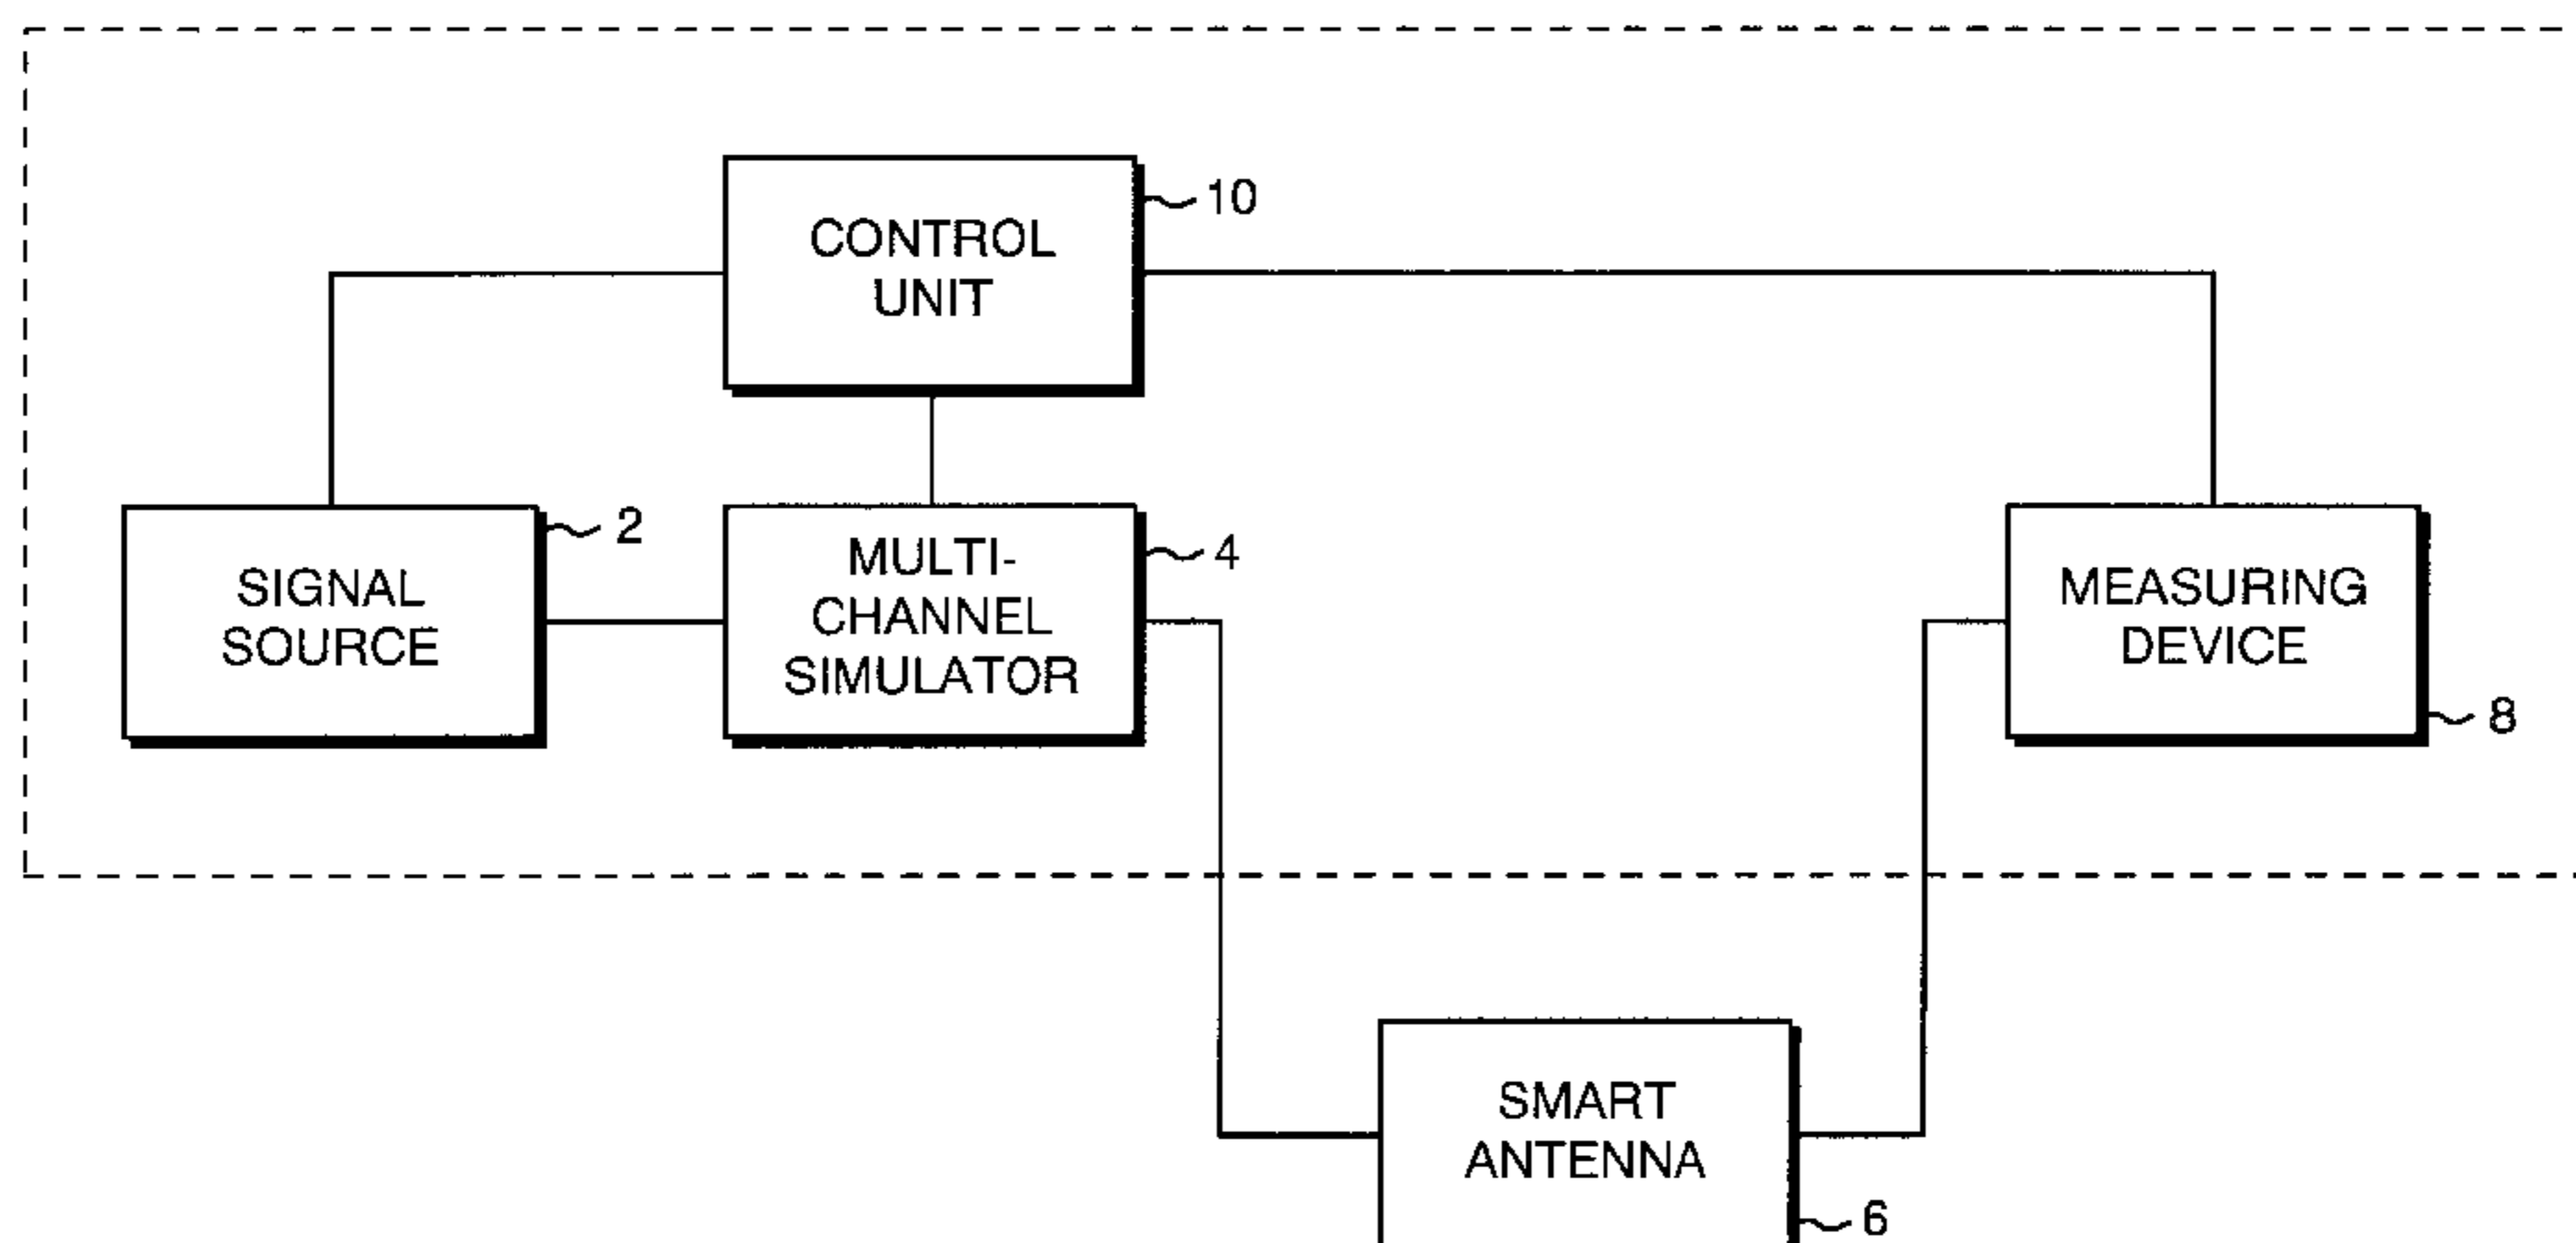 CONTROL
UNIT
10
SIGNAL
SOURCE
2
MULTI-
CHANNEL
SIMULATOR
4
MEASURING
DEVICE
8
SMART
ANTENNA
6